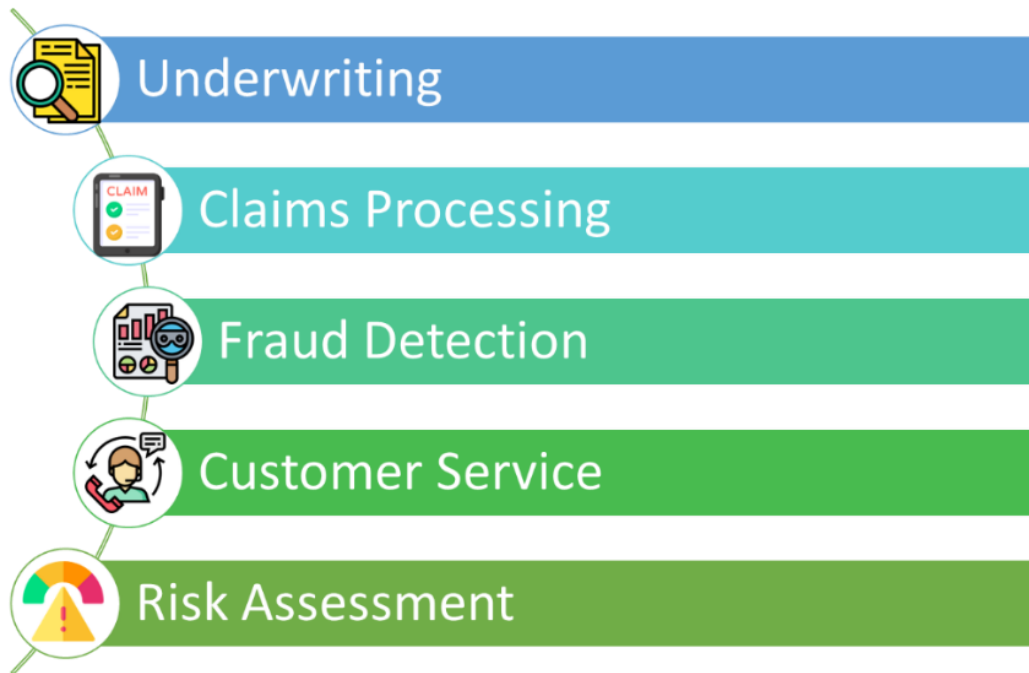 Underwriting
CLAIM
Claims Processing
Fraud Detection
Customer Service
Risk Assessment